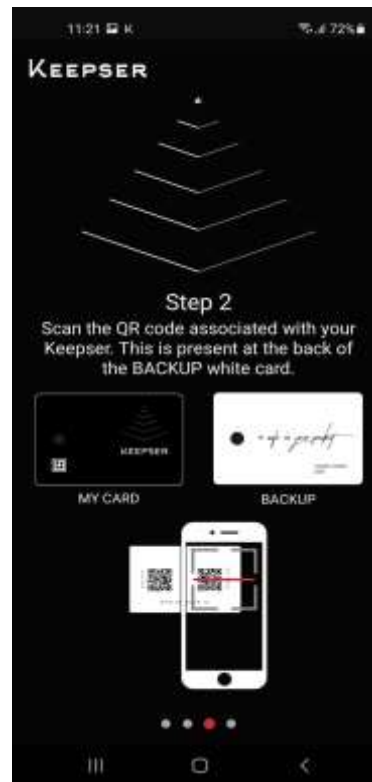 11:21 K 72%
KEEPSER
Step 2
Scan the QR code associated with your
Keepser. This is present at the back of
the BACKUP white card.
KEEPSER
MY CARD
BACKUP